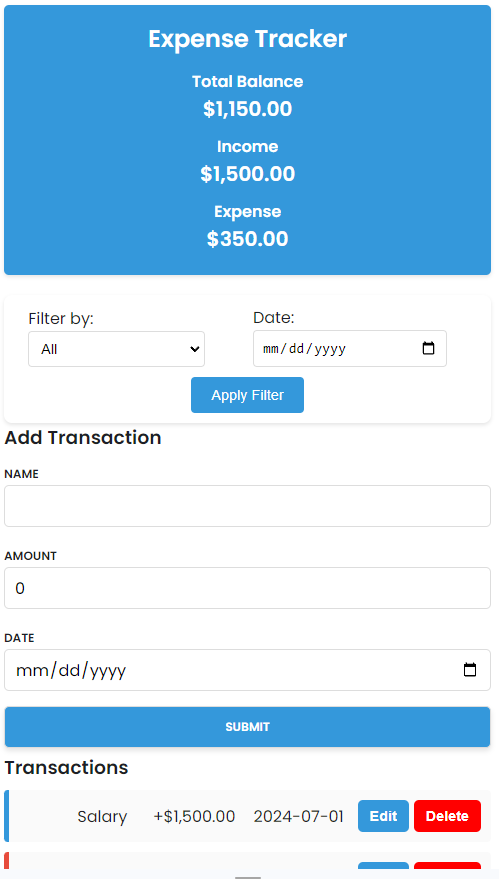 Expense Tracker
Total Balance
$1,150.00
Income
$1,500.00
Expense
$350.00
Filter by:
Date:
All
mm/dd/yyyy
Apply Filter
Add Transaction
NAME
AMOUNT
0
DATE
mm/dd/yyyy
SUBMIT
Transactions
Salary +$1,500.00 2024-07-01 Edit Delete